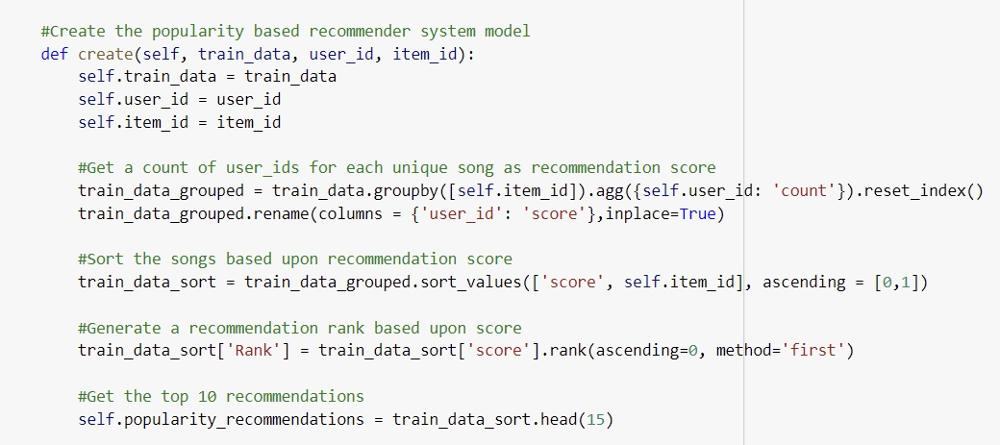 #Create the popularity based recommender system model
def create(self, train_data, user_id, item_id):
    self.train_data = train_data
    self.user_id = user_id
    self.item_id = item_id

    #Get a count of user_ids for each unique song as recommendation score
    train_data_grouped = train_data.groupby([self.item_id]).agg({self.user_id: 'count'}).reset_index()
    train_data_grouped.rename(columns = {'user_id': 'score'},inplace=True)

    #Sort the songs based upon recommendation score
    train_data_sort = train_data_grouped.sort_values(['score', self.item_id], ascending = [0,1])

    #Generate a recommendation rank based upon score
    train_data_sort['Rank'] = train_data_sort['score'].rank(ascending=0, method='first')

    #Get the top 10 recommendations
    self.popularity_recommendations = train_data_sort.head(15)